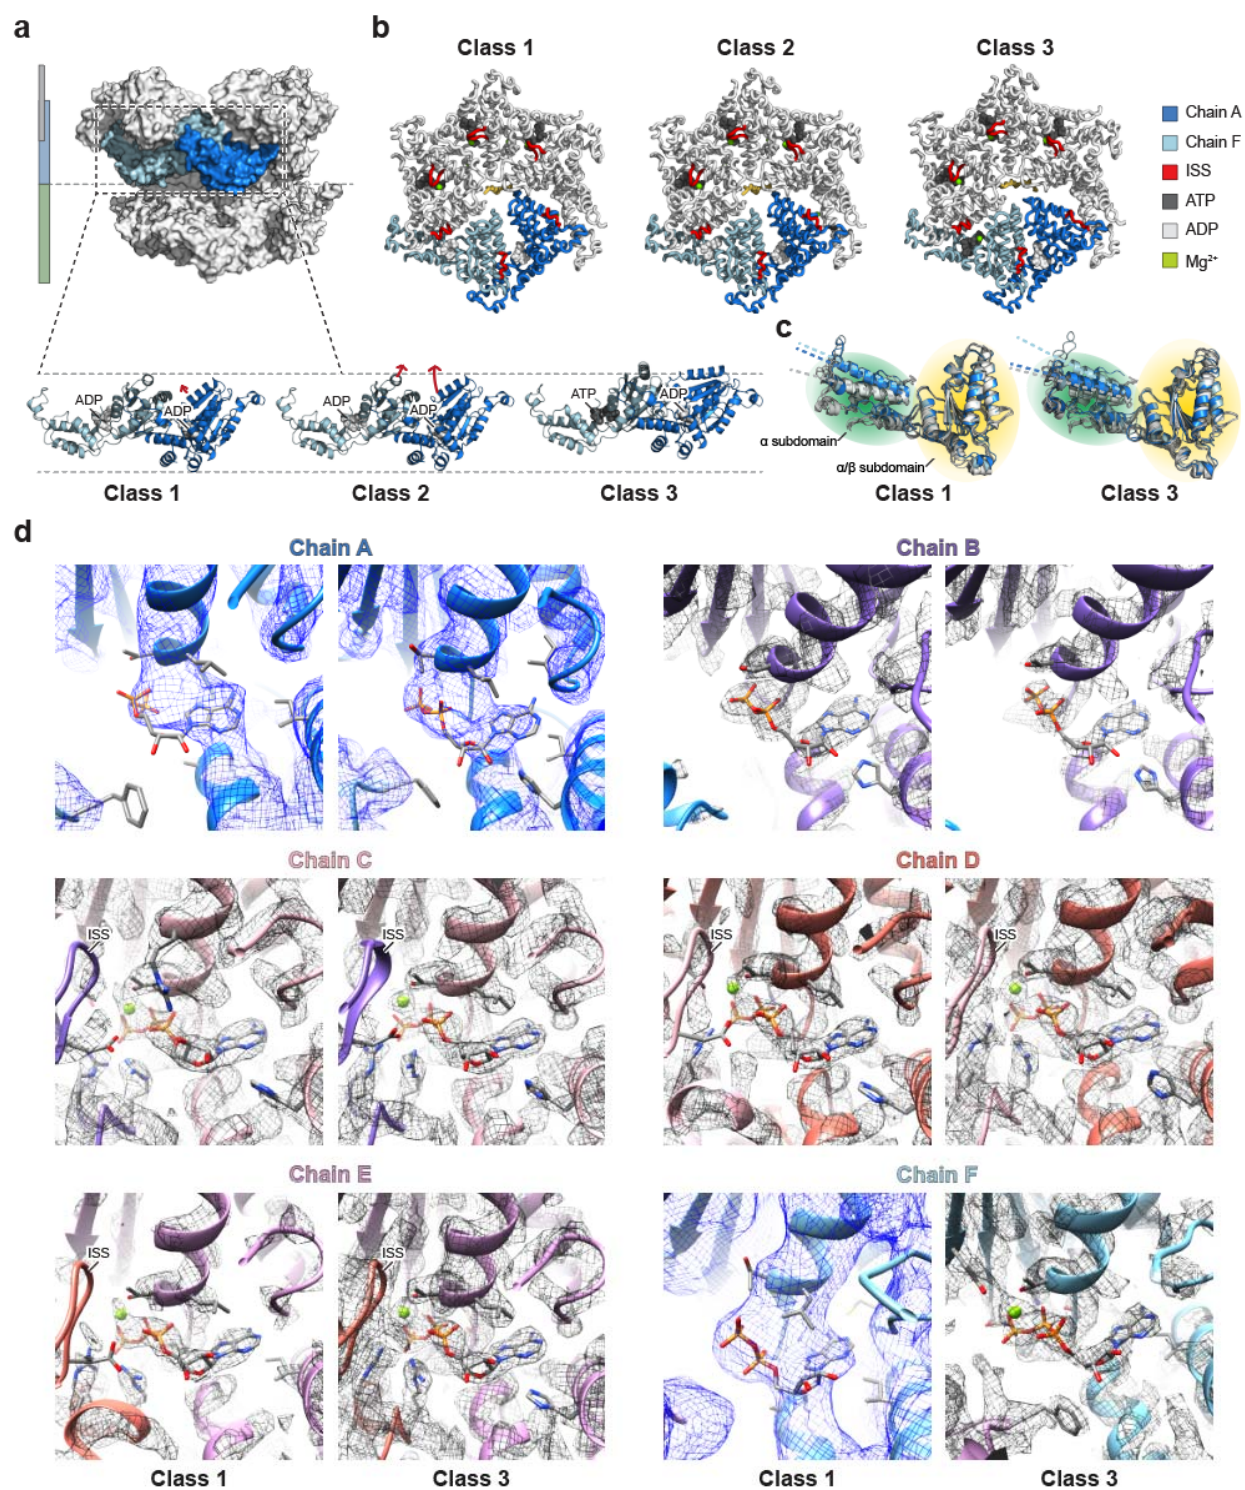 a
b
Class 1
Class 2
Class 3
Chain A
Chain F
ISS
ATP
ADP
Mg²⁺
ADP
ADP
ADP
ADP
ATP
ADP
Class 1
Class 2
Class 3
c
α subdomain
α/β subdomain
Class 1
Class 3
d
Chain A
Chain B
Chain C
Chain D
ISS
ISS
ISS
ISS
Chain E
Chain F
ISS
ISS
Class 1
Class 3
Class 1
Class 3